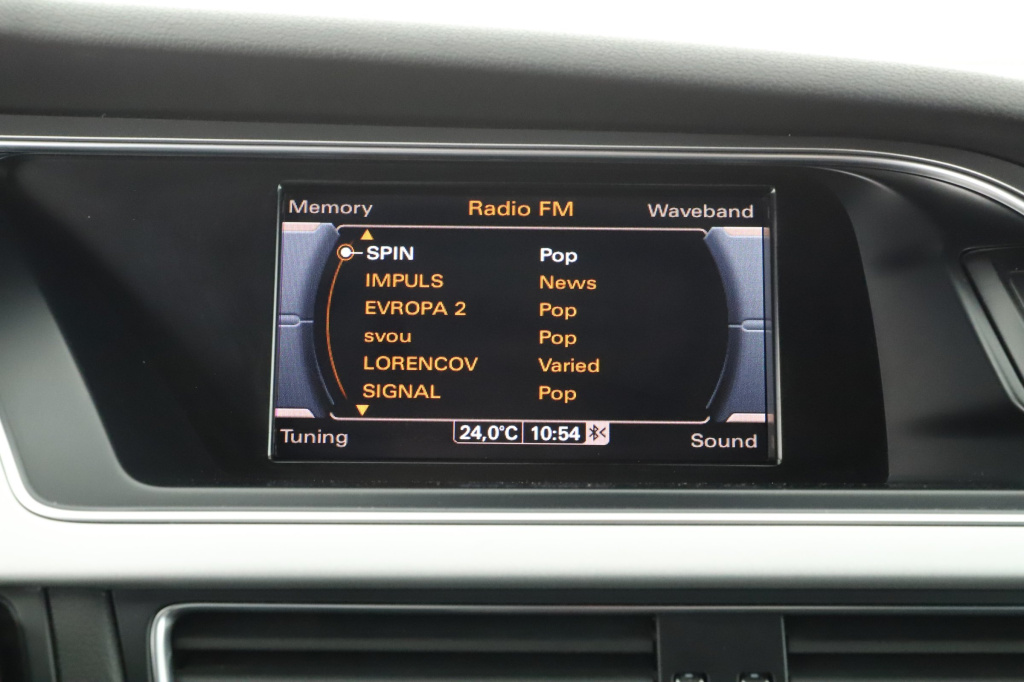 Memory Radio FM Waveband
SPIN Pop
IMPULS News
EVROPA 2 Pop
svou Pop
LORENCOV Varied
SIGNAL Pop
Tuning 24,0°C 10:54 Sound